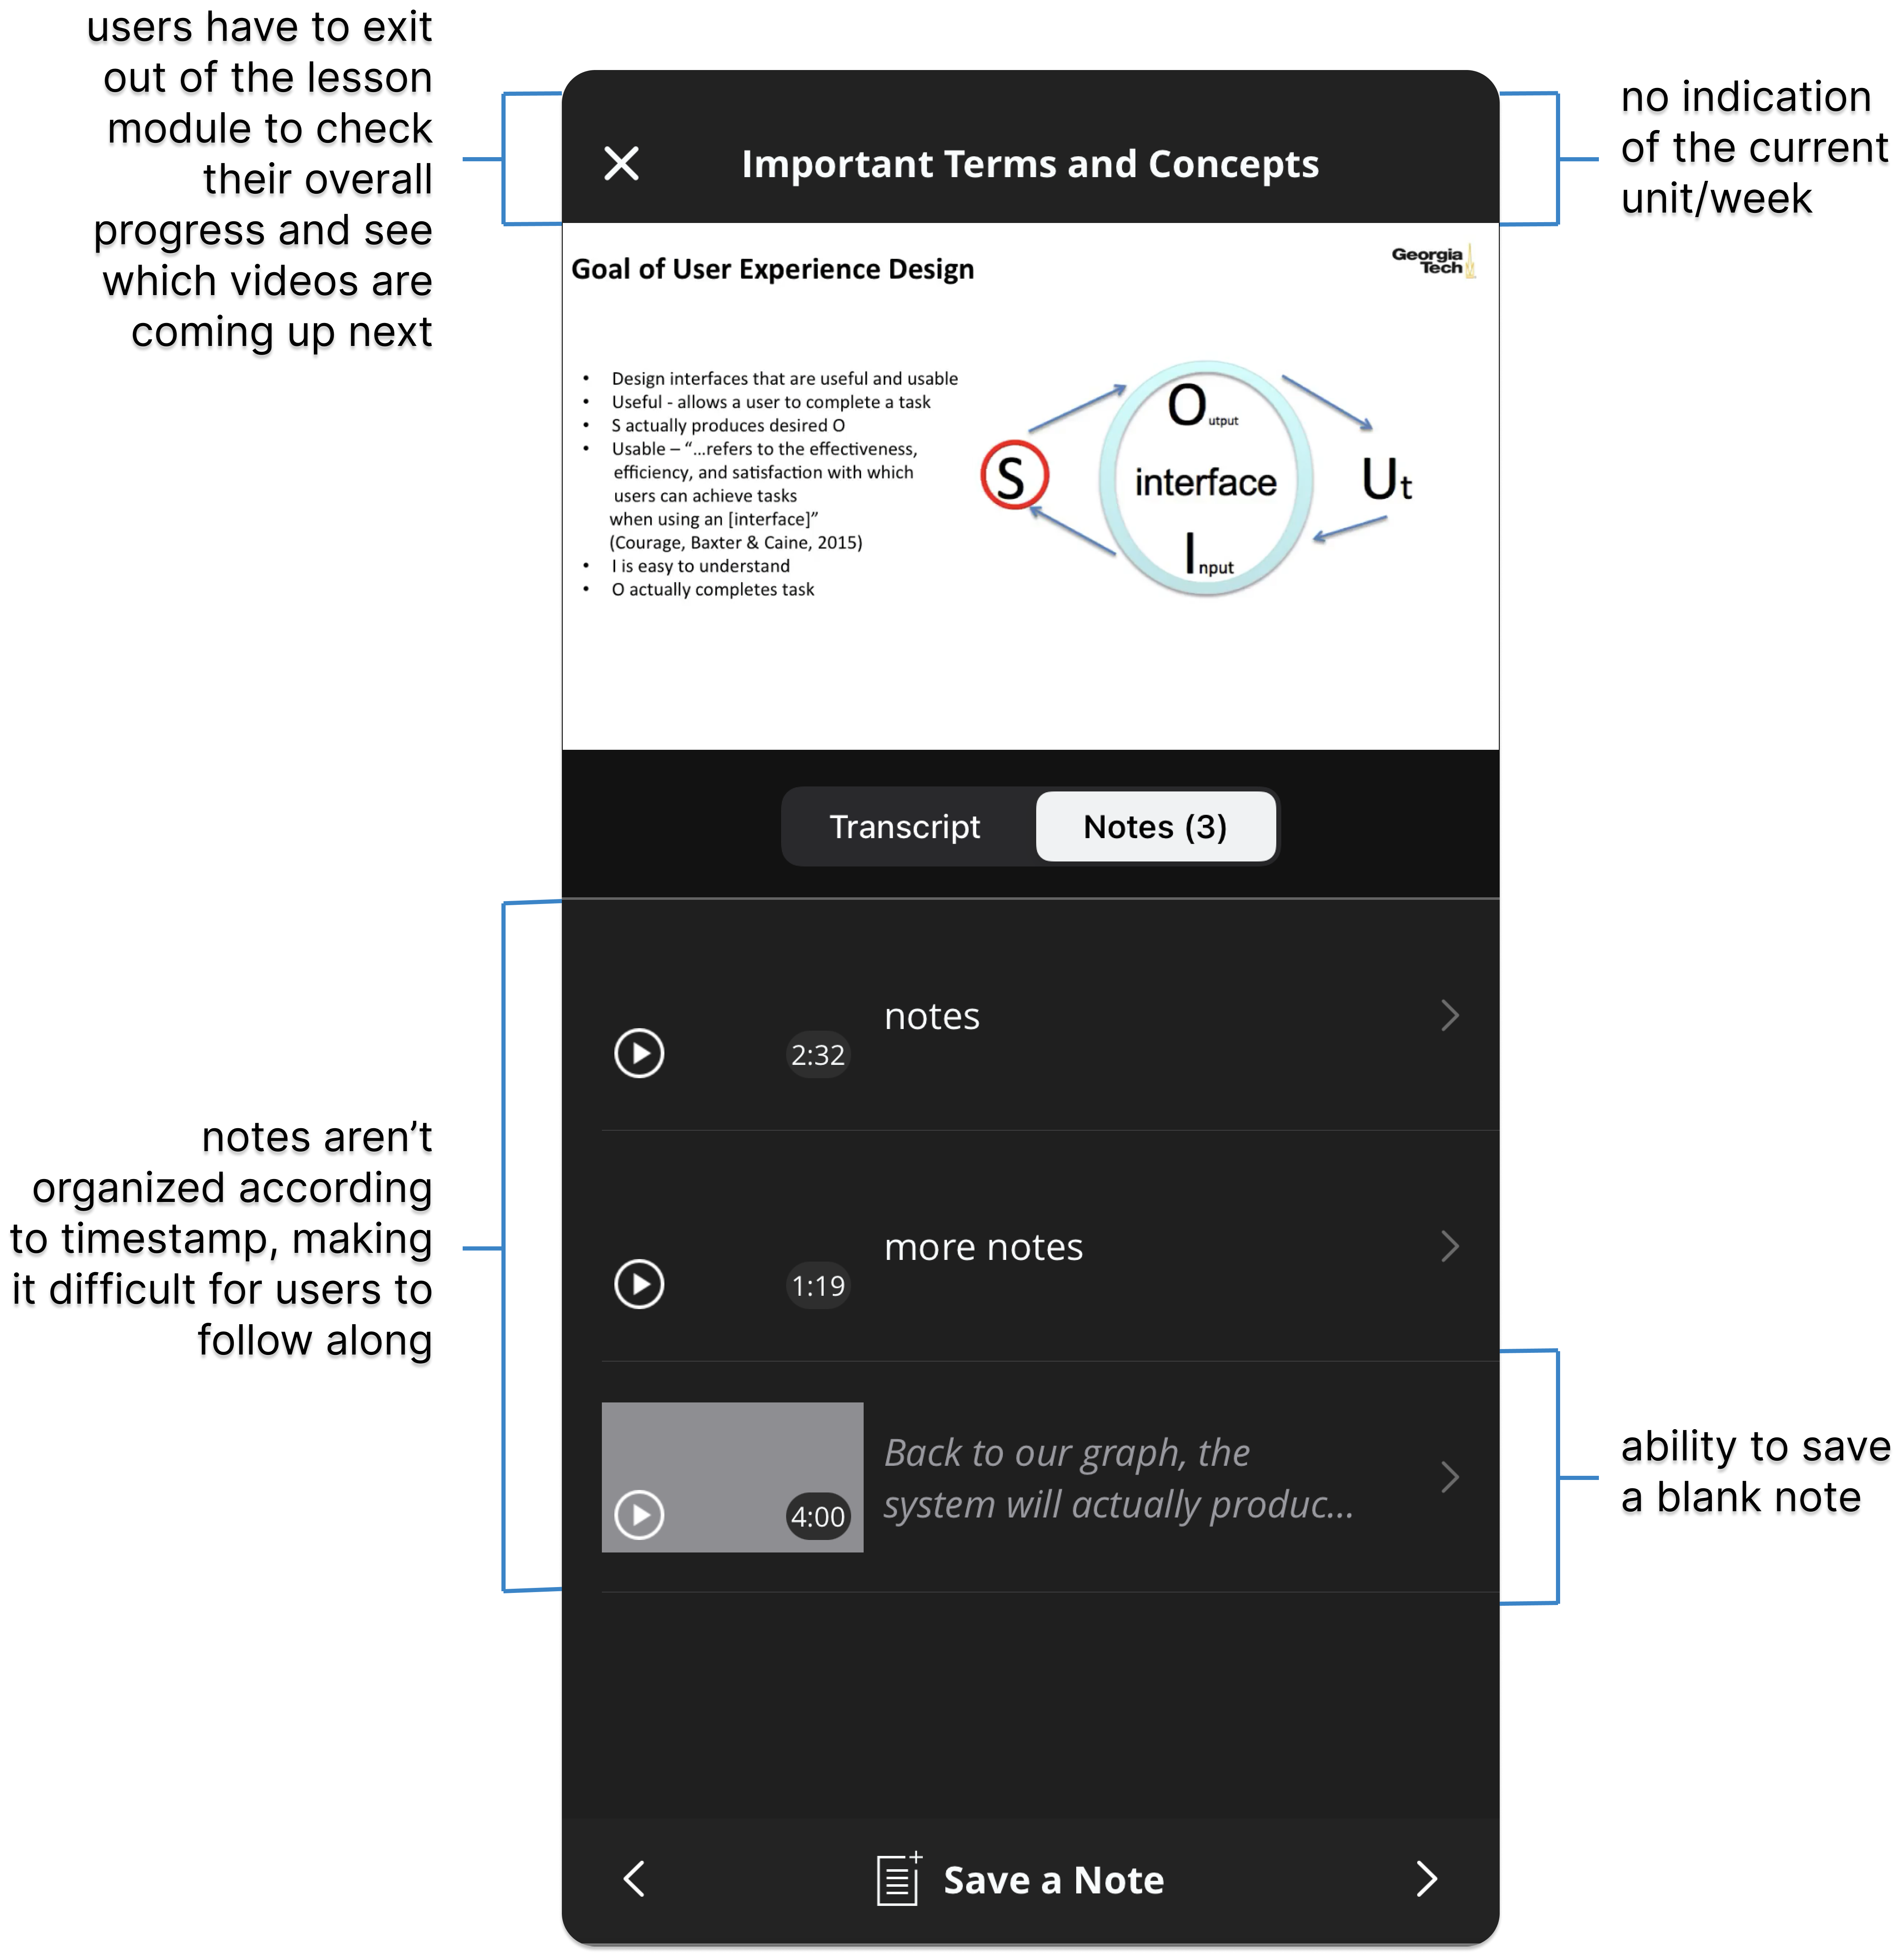 users have to exit
out of the lesson
module to check
their overall
progress and see
which videos are
coming up next
no indication
of the current
unit/week
Important Terms and Concepts
Goal of User Experience Design
Georgia
Tech
• Design interfaces that are useful and usable
• Useful - allows a user to complete a task
• S actually produces desired O
• Usable – “...refers to the effectiveness,
efficiency, and satisfaction with which
users can achieve tasks
when using an [interface]”
(Courage, Baxter & Caine, 2015)
• I is easy to understand
• O actually completes task
Output
S
interface
Ut
Input
Transcript
Notes (3)
notes
2:32
more notes
1:19
notes aren’t
organized according
to timestamp, making
it difficult for users to
follow along
Back to our graph, the
system will actually produc...
4:00
ability to save
a blank note
Save a Note